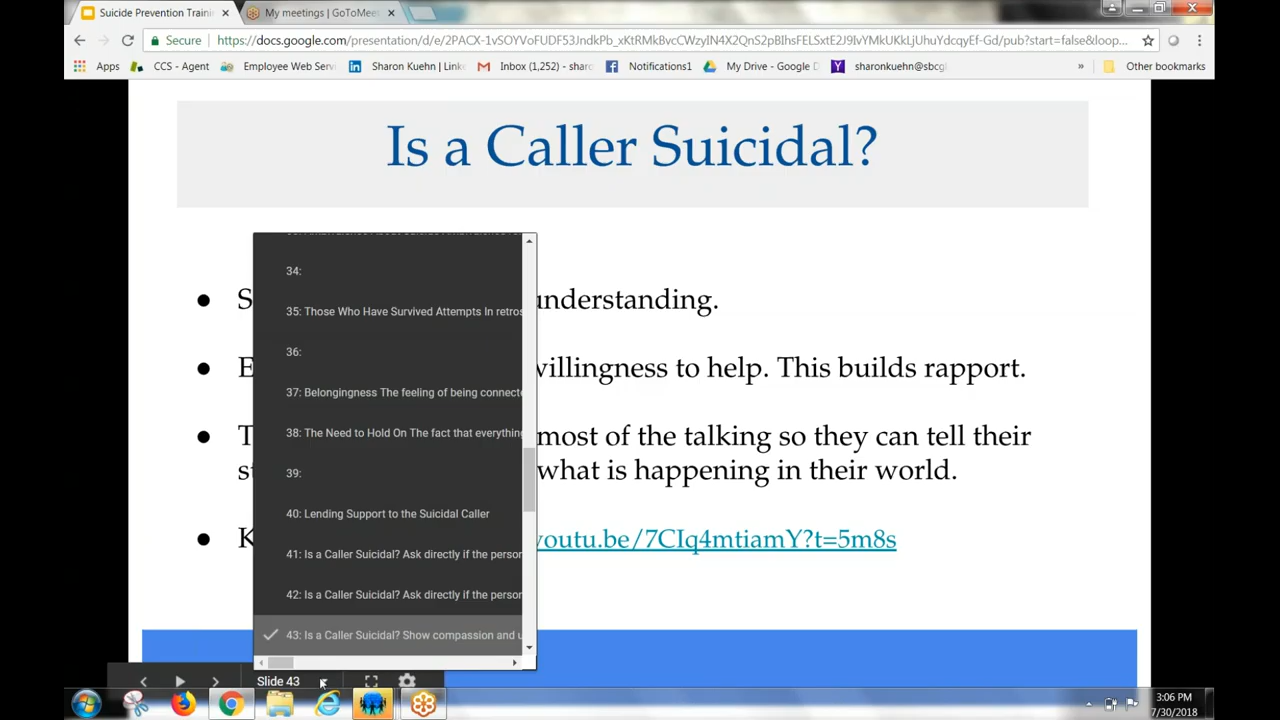 Suicide Prevention Traini
My meetings | GoToMeet
Secure
https://docs.google.com/presentation/d/e/2PACX-1vSOYVoFUDF53JndkPb_xKtRMkBvcCWzyIN4X2QnS2pBlhsFELSxtE2J9lvYMkUKkLjUhuYdcqyEf-Gd/pub?start=false&loop...
Apps
CCS - Agent
Employee Web Serv
Sharon Kuehn | Link
Inbox (1,252) - sharo
Notifications1
My Drive - Google D
sharonkuehn@sbcg
»
Other bookmarks
Is a Caller Suicidal?
34:
S
understanding.
35: Those Who Have Survived Attempts In retros
36:
E
willingness to help. This builds rapport.
37: Belongingness The feeling of being connecte
38: The Need to Hold On The fact that everything
T
most of the talking so they can tell their
st
what is happening in their world.
39:
40: Lending Support to the Suicidal Caller
K
youtu.be/7CIq4mtiamY?t=5m8s
41: Is a Caller Suicidal? Ask directly if the person
42: Is a Caller Suicidal? Ask directly if the person
43: Is a Caller Suicidal? Show compassion and u
Slide 43
3:06 PM
7/30/2018